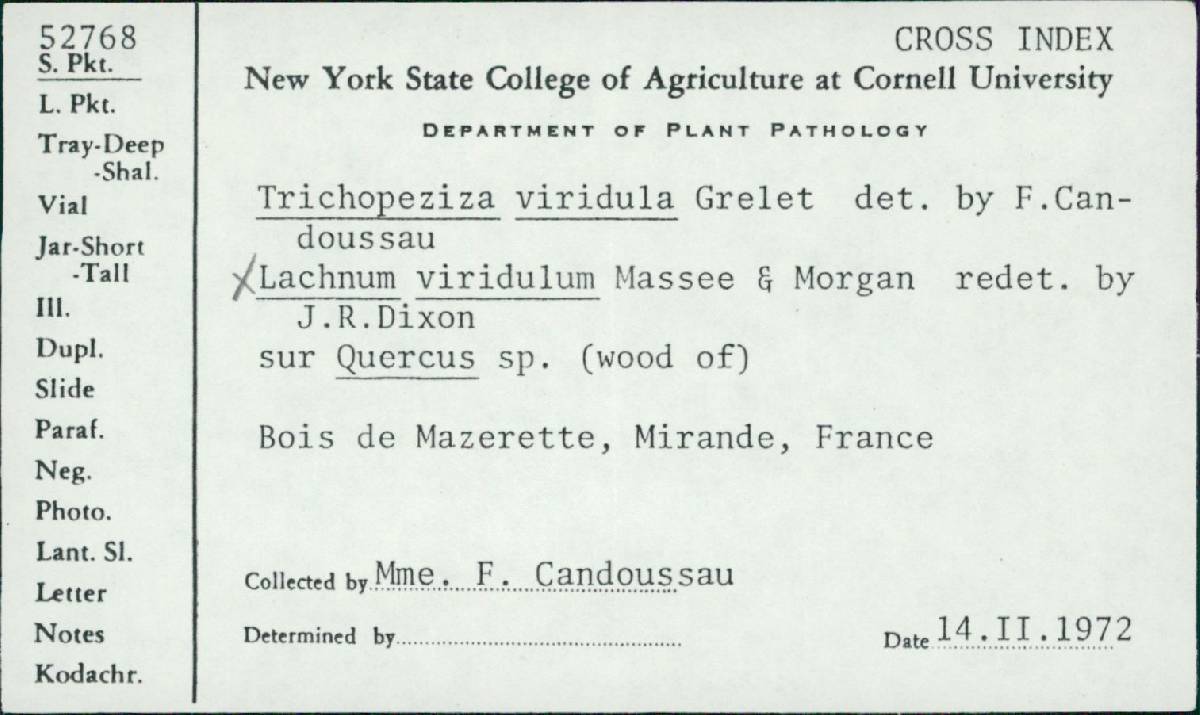 52768
S. Pkt.
L. Pkt.
Tray-Deep
-Shal.
Vial
Jar-Short
-Tall
Ill.
Dupl.
Slide
Paraf.
Neg.
Photo.
Lant. Sl.
Letter
Notes
Kodachr.
CROSS INDEX
New York State College of Agriculture at Cornell University
DEPARTMENT OF PLANT PATHOLOGY
Trichopeziza viridula Grelet det. by F.Can-
doussau
XLachnum viridulum Massee & Morgan redet. by
J.R.Dixon
sur Quercus sp. (wood of)
Bois de Mazerette, Mirande, France
Collected by Mme. F. Candoussau
Determined by
Date 14.II.1972